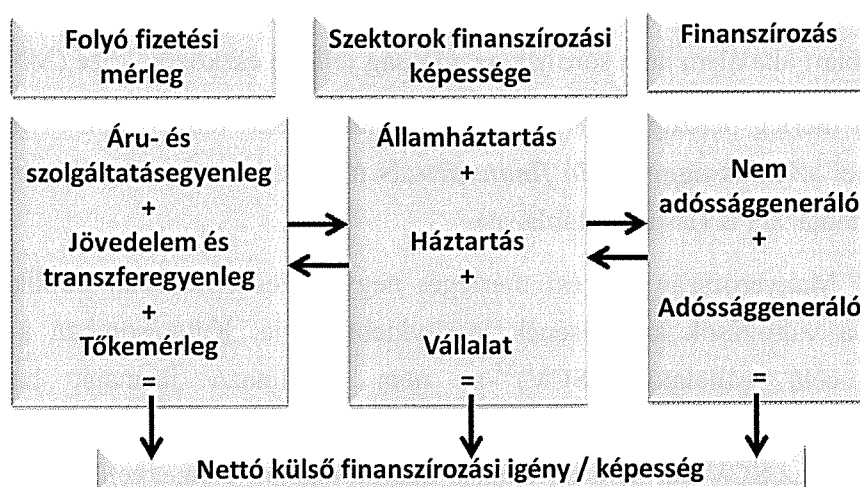 Folyó fizetési
mérleg
Szektorok finanszírozási
képessége
Finanszírozás
Áru- és
szolgáltatásegyenleg
+
Jövedelem és
transzferegyenleg
+
Tőkemérleg
=
Államháztartás
+
Háztartás
+
Vállalat
=
Nem
adóssággeneráló
+
Adóssággeneráló
=
Nettó külső finanszírozási igény / képesség